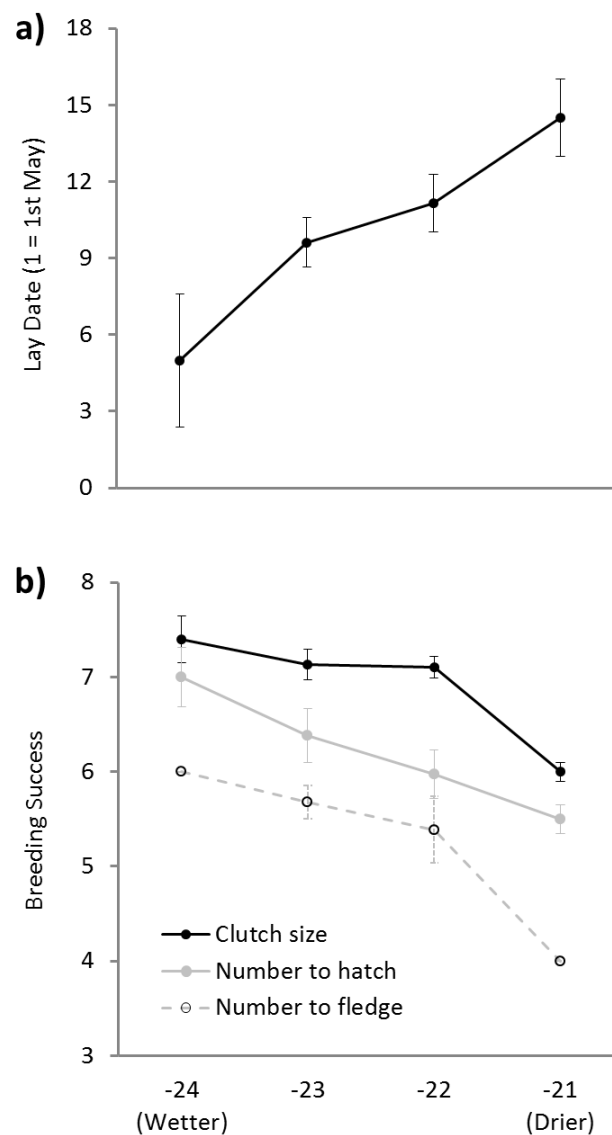 a)
18
15
12
9
6
3
0
Lay Date (1 = 1st May)
b)
8
7
6
5
4
3
Breeding Success
Clutch size
Number to hatch
Number to fledge
-24 -23 -22 -21
(Wetter) (Drier)